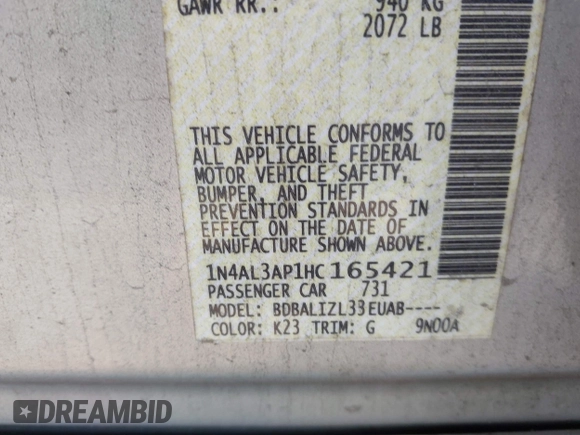 GAWR RR.: 940 KG
2072 LB
THIS VEHICLE CONFORMS TO
ALL APPLICABLE FEDERAL
MOTOR VEHICLE SAFETY,
BUMPER, AND THEFT
PREVENTION STANDARDS IN
EFFECT ON THE DATE OF
MANUFACTURE SHOWN ABOVE.
1N4AL3AP1HC165421
PASSENGER CAR 731
MODEL: BDBALIZL33EUAB----
COLOR: K23 TRIM: G 9N00A
DREAMBID